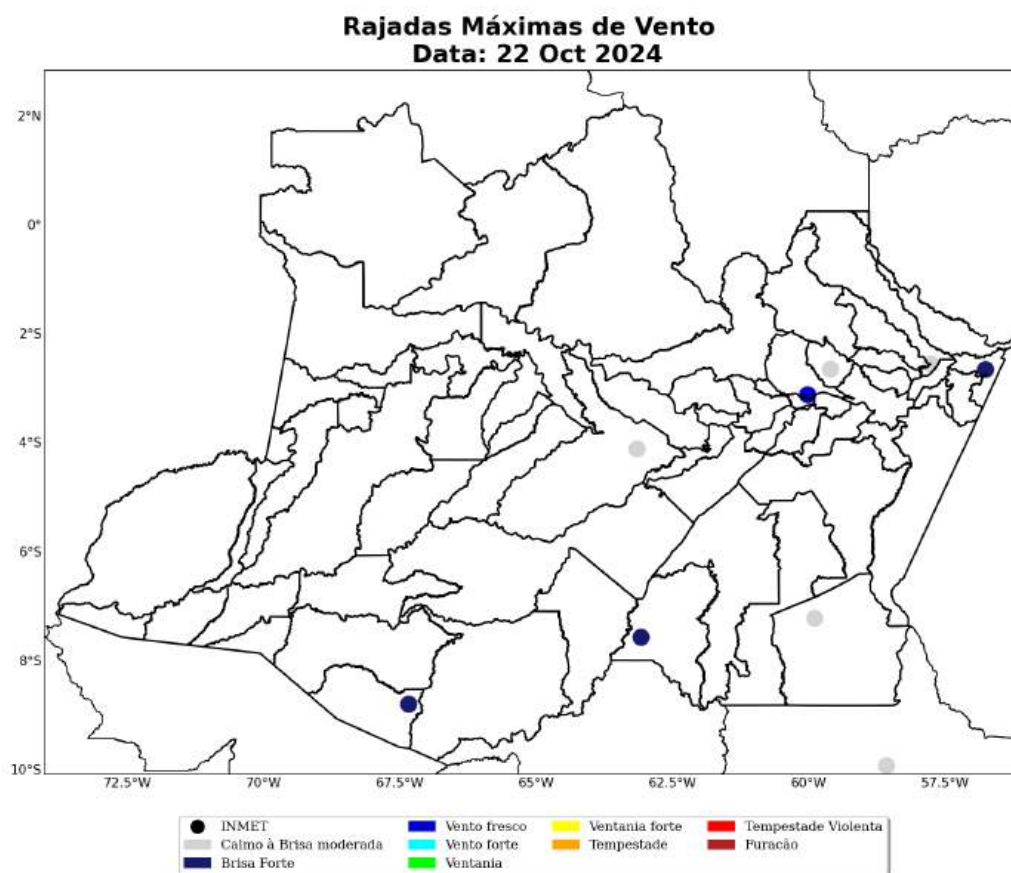 Rajadas Máximas de Vento
Data: 22 Oct 2024
2°N
0°
2°S
4°S
6°S
8°S
10°S
72.5°W 70°W 67.5°W 65°W 62.5°W 60°W 57.5°W
INMET Vento fresco Ventania forte Tempestade Violenta
Calmo à Brisa moderada Vento forte Tempestade Furacão
Brisa Forte Ventania